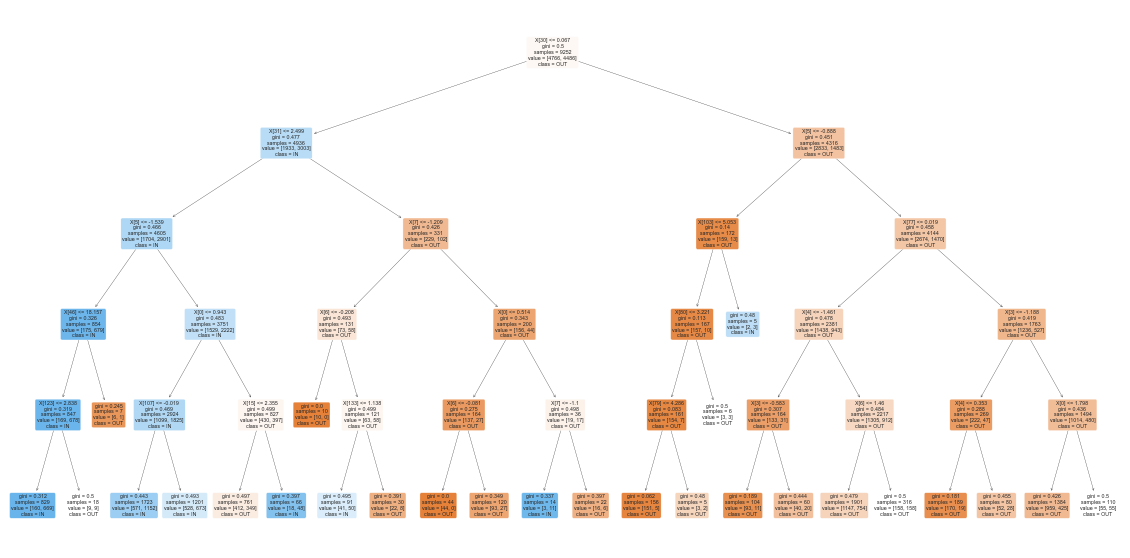 X[30] <= 0.067
gini = 0.5
samples = 9252
value = [4766, 4486]
class = OUT
X[31] <= 2.499
gini = 0.477
samples = 4936
value = [1933, 3003]
class = IN
X[5] <= -0.888
gini = 0.451
samples = 4316
value = [2833, 1483]
class = OUT
X[5] <= -1.539
gini = 0.466
samples = 4605
value = [1704, 2901]
class = IN
X[7] <= -1.209
gini = 0.426
samples = 331
value = [229, 102]
class = OUT
X[103] <= 5.053
gini = 0.14
samples = 172
value = [159, 13]
class = OUT
X[77] <= 0.019
gini = 0.458
samples = 4144
value = [2674, 1470]
class = OUT
X[46] <= 18.157
gini = 0.326
samples = 854
value = [175, 679]
class = IN
X[0] <= 0.943
gini = 0.483
samples = 3751
value = [1529, 2222]
class = IN
X[6] <= -0.206
gini = 0.493
samples = 131
value = [73, 58]
class = OUT
X[0] <= 0.514
gini = 0.343
samples = 200
value = [156, 44]
class = OUT
X[80] <= 3.221
gini = 0.113
samples = 167
value = [157, 10]
class = OUT
gini = 0.48
samples = 5
value = [2, 3]
class = IN
X[4] <= -1.461
gini = 0.478
samples = 2381
value = [1438, 943]
class = OUT
X[3] <= -1.188
gini = 0.419
samples = 1763
value = [1236, 527]
class = OUT
X[123] <= 2.838
gini = 0.319
samples = 847
value = [169, 678]
class = IN
gini = 0.245
samples = 7
value = [6, 1]
class = OUT
X[107] <= -0.019
gini = 0.469
samples = 2924
value = [1099, 1825]
class = IN
X[15] <= 2.355
gini = 0.499
samples = 827
value = [430, 397]
class = OUT
gini = 0.0
samples = 10
value = [10, 0]
class = OUT
X[133] <= 1.138
gini = 0.499
samples = 121
value = [63, 58]
class = OUT
X[6] <= -0.081
gini = 0.275
samples = 164
value = [137, 27]
class = OUT
X[7] <= -1.1
gini = 0.498
samples = 36
value = [19, 17]
class = OUT
X[79] <= 4.256
gini = 0.083
samples = 161
value = [154, 7]
class = OUT
gini = 0.5
samples = 6
value = [3, 3]
class = OUT
X[3] <= -0.563
gini = 0.307
samples = 164
value = [133, 31]
class = OUT
X[6] <= 1.46
gini = 0.484
samples = 2217
value = [1305, 912]
class = OUT
X[4] <= 0.353
gini = 0.288
samples = 269
value = [222, 47]
class = OUT
X[0] <= 1.798
gini = 0.436
samples = 1494
value = [1014, 480]
class = OUT
gini = 0.312
samples = 829
value = [160, 669]
class = IN
gini = 0.5
samples = 18
value = [9, 9]
class = OUT
gini = 0.443
samples = 1723
value = [571, 1152]
class = IN
gini = 0.493
samples = 1201
value = [528, 673]
class = IN
gini = 0.497
samples = 761
value = [412, 349]
class = OUT
gini = 0.397
samples = 66
value = [18, 48]
class = IN
gini = 0.495
samples = 91
value = [41, 50]
class = IN
gini = 0.391
samples = 30
value = [22, 8]
class = OUT
gini = 0.0
samples = 44
value = [44, 0]
class = OUT
gini = 0.349
samples = 120
value = [93, 27]
class = OUT
gini = 0.337
samples = 14
value = [3, 11]
class = IN
gini = 0.397
samples = 22
value = [16, 6]
class = OUT
gini = 0.062
samples = 156
value = [151, 5]
class = OUT
gini = 0.48
samples = 5
value = [3, 2]
class = OUT
gini = 0.189
samples = 104
value = [93, 11]
class = OUT
gini = 0.444
samples = 60
value = [40, 20]
class = OUT
gini = 0.479
samples = 1901
value = [1147, 754]
class = OUT
gini = 0.5
samples = 316
value = [158, 158]
class = OUT
gini = 0.181
samples = 189
value = [170, 19]
class = OUT
gini = 0.455
samples = 80
value = [52, 28]
class = OUT
gini = 0.426
samples = 1384
value = [959, 425]
class = OUT
gini = 0.5
samples = 110
value = [55, 55]
class = OUT